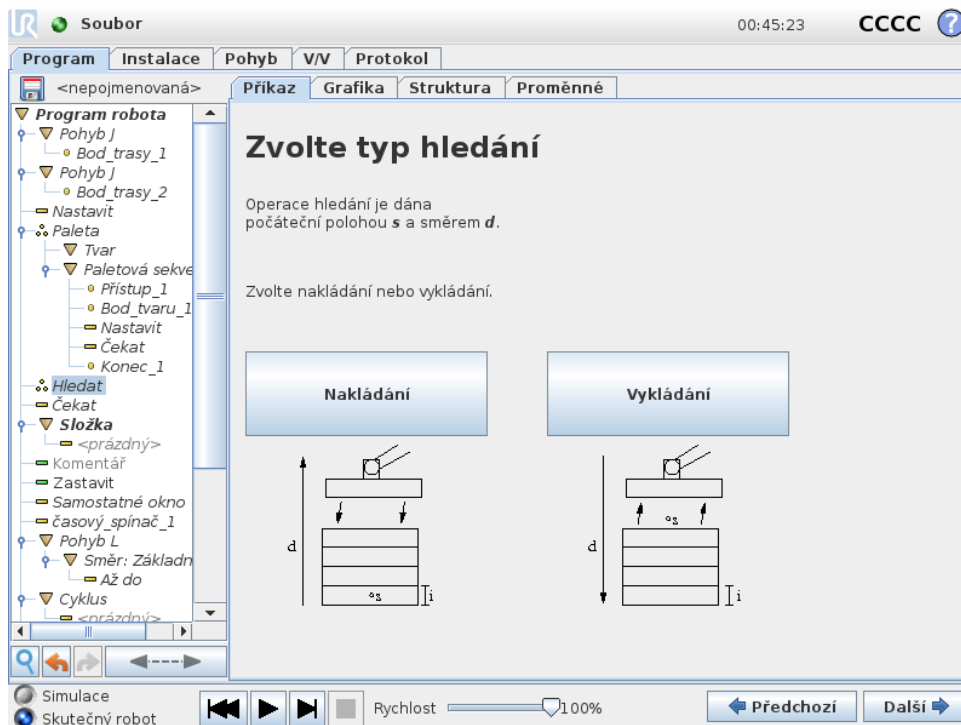 UR Soubor 00:45:23 CCCC ?
Program Instalace Pohyb V/V Protokol
<nepojmenovaná> Příkaz Grafika Struktura Proměnné
Program robota
Pohyb J
Bod_trasy_1
Pohyb J
Bod_trasy_2
Nastavit
Paleta
Tvar
Paletová sekve
Přístup_1
Bod_tvaru_1
Nastavit
Čekat
Konec_1
Hledat
Čekat
Složka
<prázdný>
Komentář
Zastavit
Samostatné okno
časový_spínač_1
Pohyb L
Směr: Základn
Až do
Cyklus
<prázdný>
Zvolte typ hledání
Operace hledání je dána
počáteční polohou s a směrem d.
Zvolte nakládání nebo vykládání.
Nakládání Vykládání
d s i
d s i
Simulace
Skutečný robot
Rychlost 100%
Předchozí Další